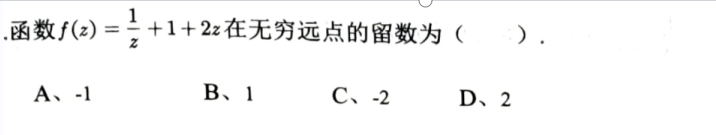 .函数f(z) = 1/z + 1 + 2z在无穷远点的留数为（ ）.
A、-1 B、1 C、-2 D、2